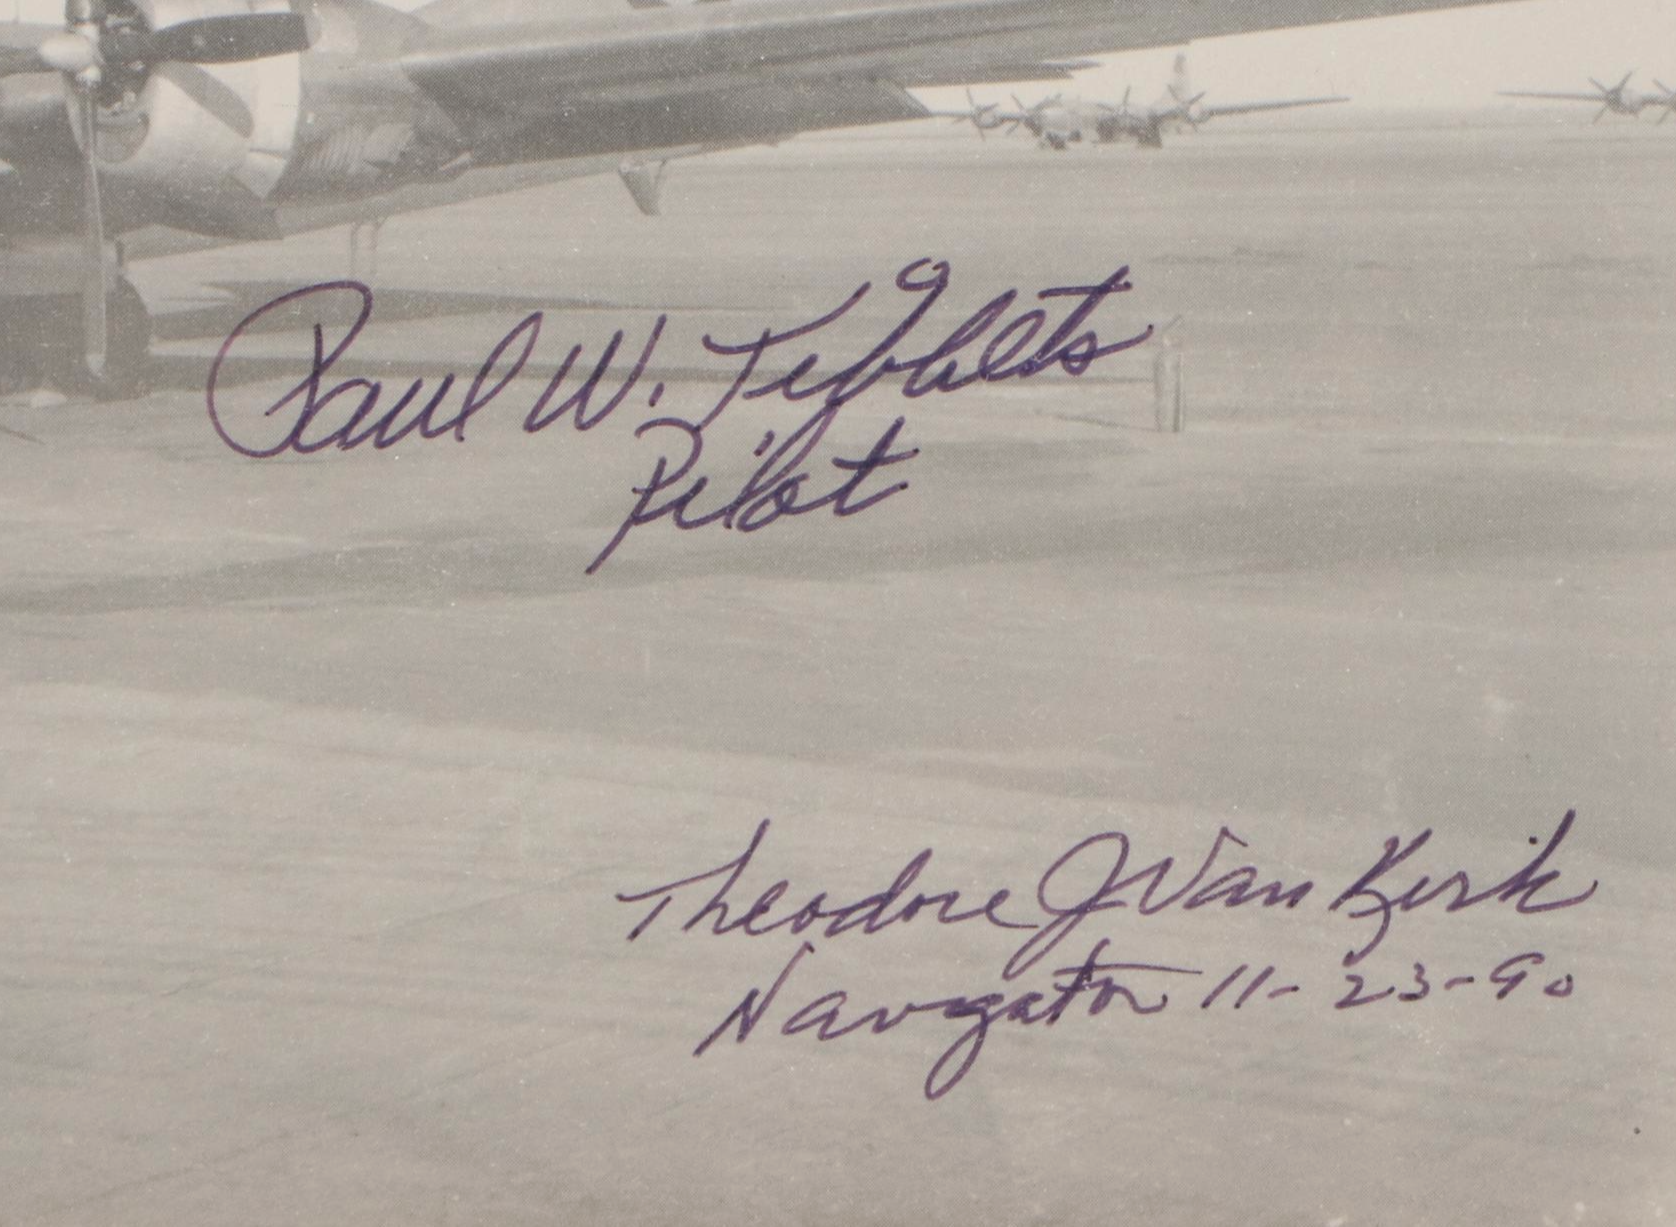 Paul W. Tibbets
Pilot
Theodore J Van Kirk
Navigator 11-23-90